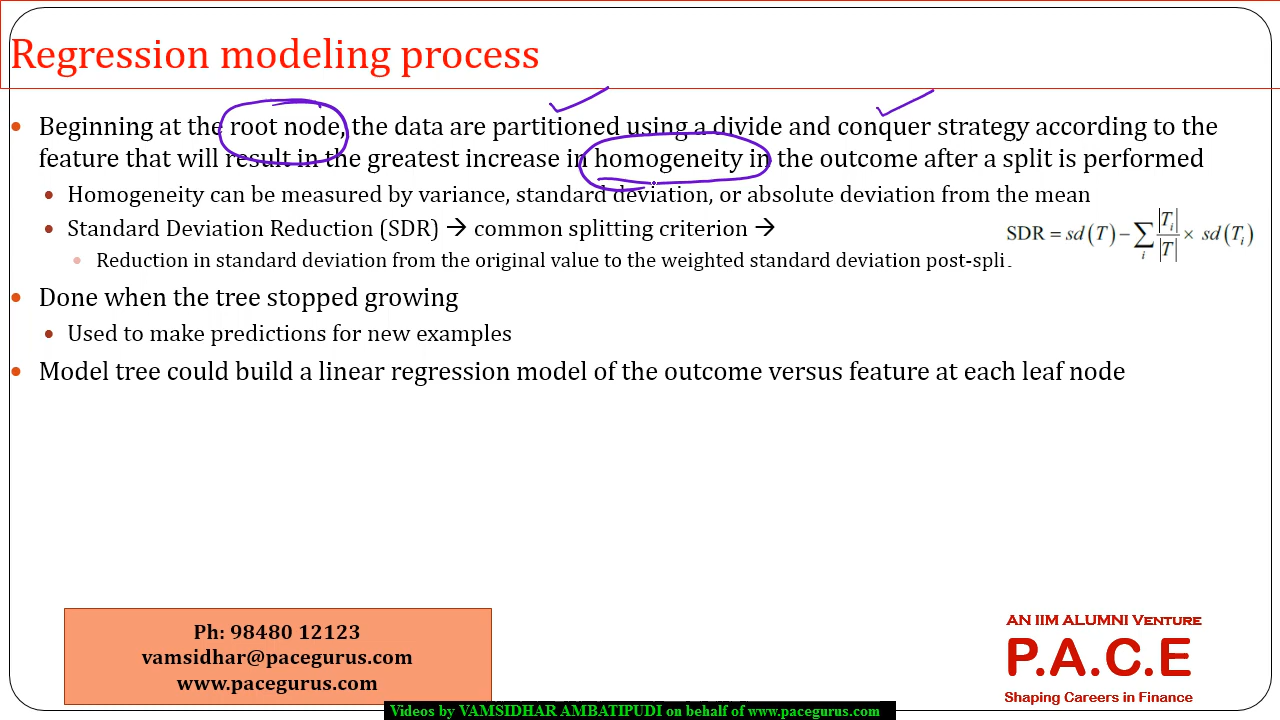 Regression modeling process
• Beginning at the root node, the data are partitioned using a divide and conquer strategy according to the
feature that will result in the greatest increase in homogeneity in the outcome after a split is performed
• Homogeneity can be measured by variance, standard deviation, or absolute deviation from the mean
• Standard Deviation Reduction (SDR) → common splitting criterion →
SDR = sd(T) − ∑i |Ti|/|T| × sd(Ti)
• Reduction in standard deviation from the original value to the weighted standard deviation post-spli
• Done when the tree stopped growing
• Used to make predictions for new examples
• Model tree could build a linear regression model of the outcome versus feature at each leaf node
Ph: 98480 12123
vamsidhar@pacegurus.com
www.pacegurus.com
AN IIM ALUMNI VENTURE
P.A.C.E
Shaping Careers in Finance
Videos by VAMSIDHAR AMBATIPUDI on behalf of www.pacegurus.com